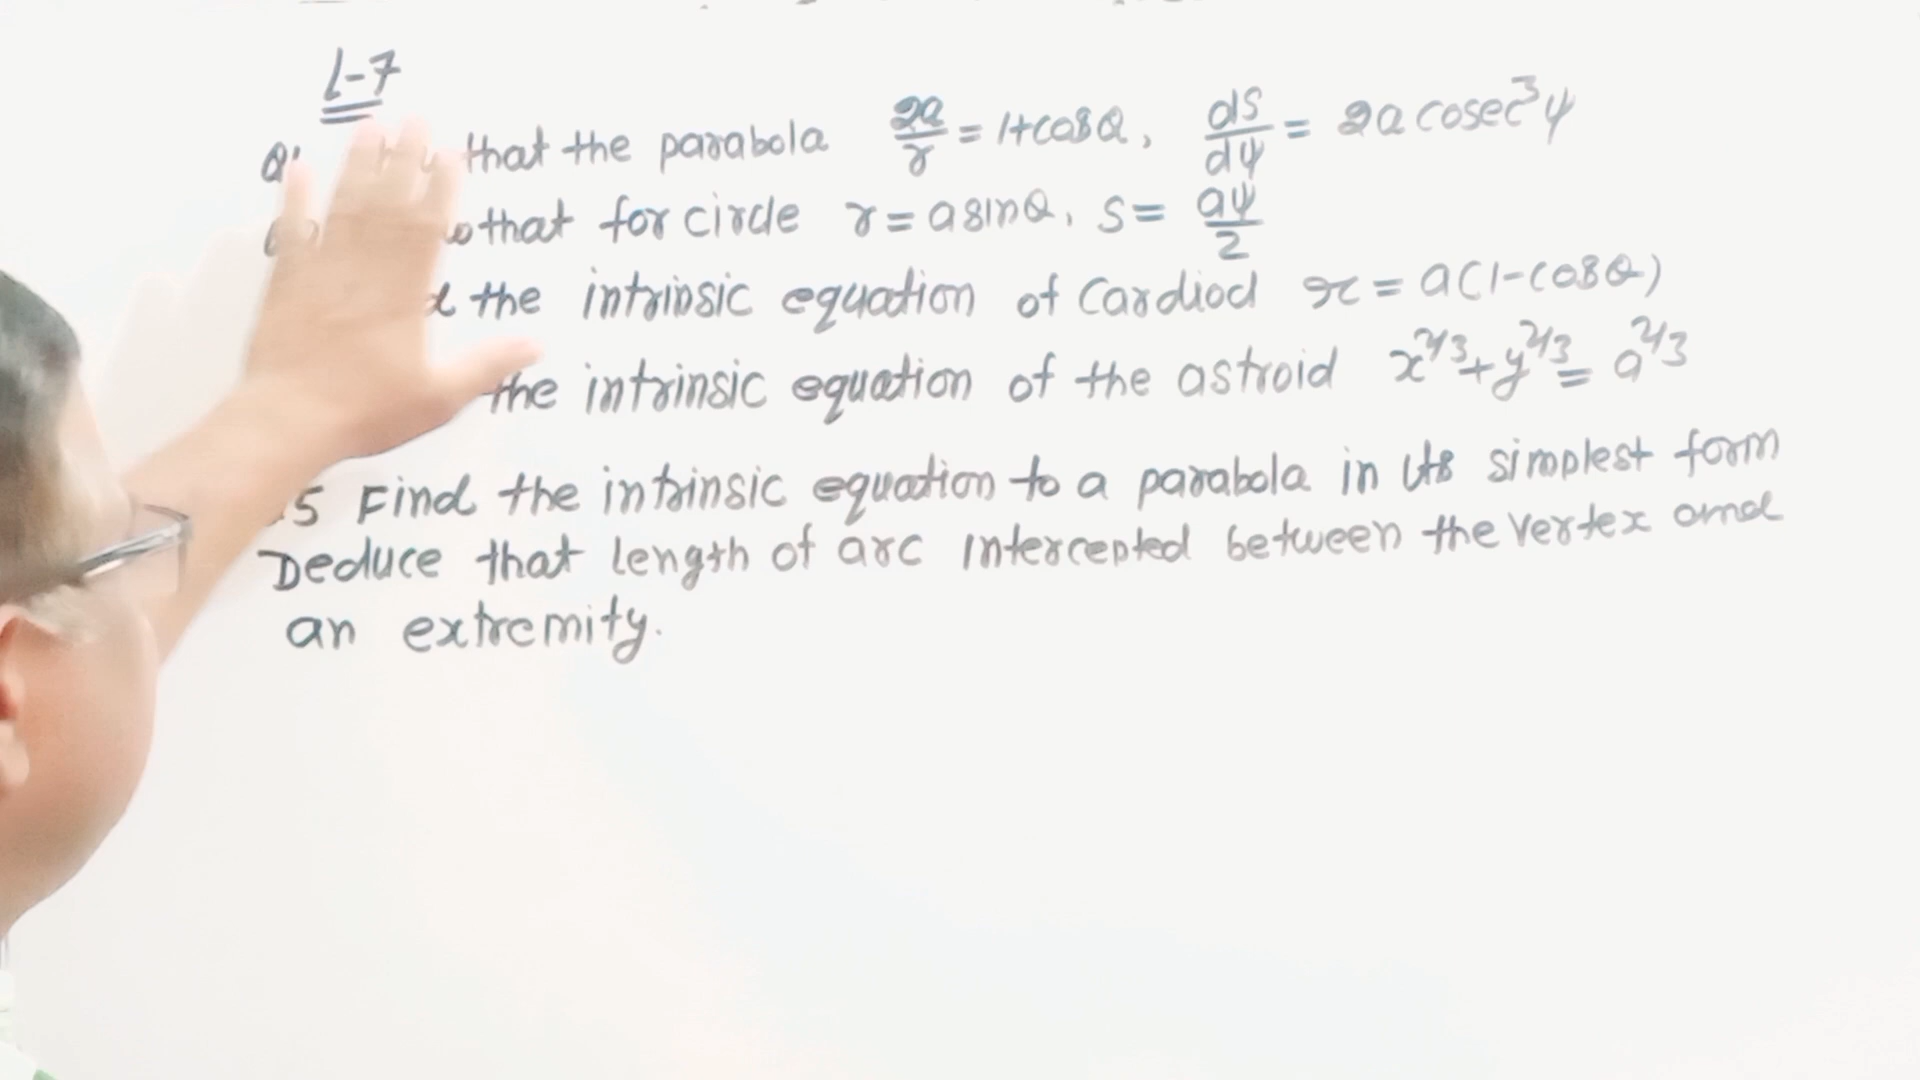 L-7
that the parabola 2a/r = 1+cosθ, ds/dψ = 2a cosec³ψ
that for circle r = a sinθ, s = aψ/2
the intrinsic equation of Cardiod r = a(1-cosθ)
the intrinsic equation of the astroid x^2/3 + y^2/3 = a^2/3
5 Find the intrinsic equation to a parabola in its simplest form
Deduce that length of arc intercepted between the vertex and
an extremity.